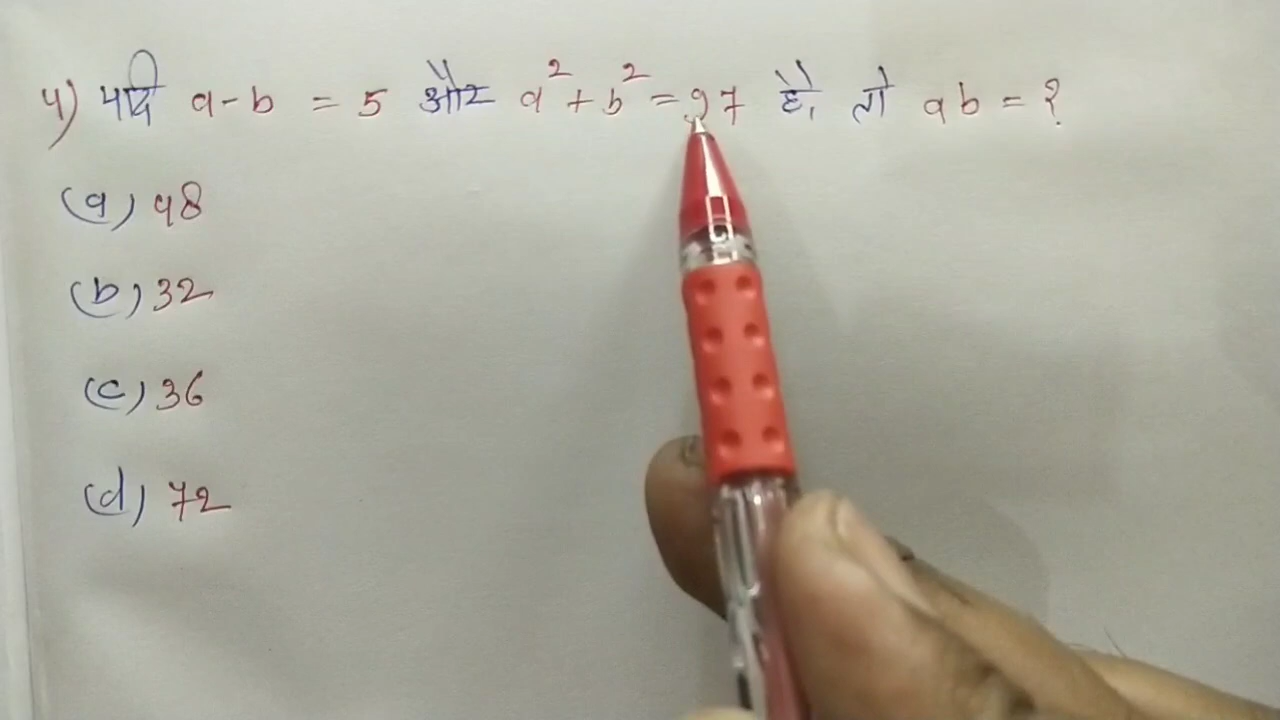 4) यदि a - b = 5 और a² + b² = 97 है, तो ab = ?
(a) 48
(b) 32
(c) 36
(d) 72